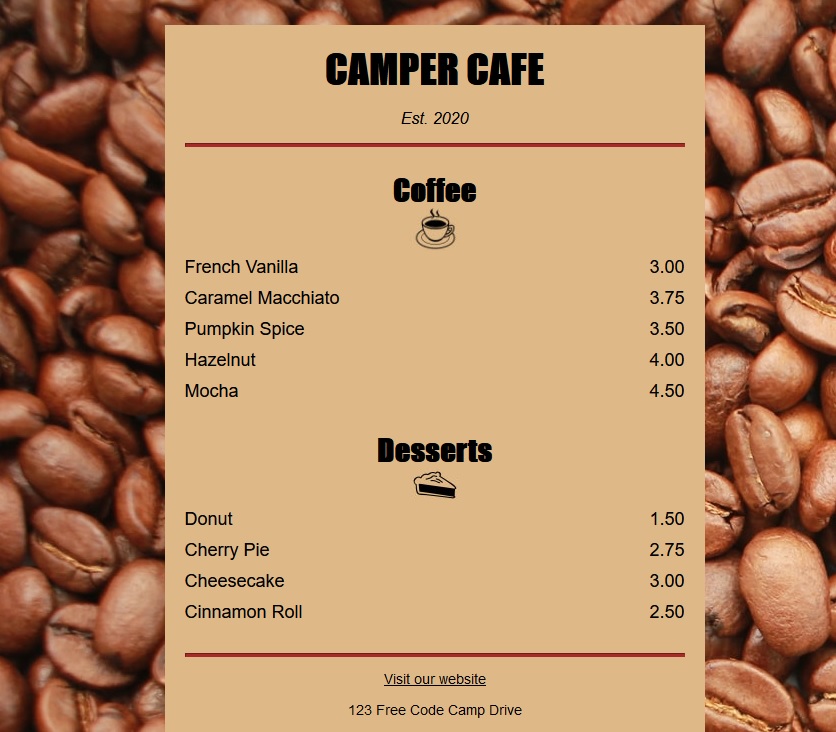 CAMPER CAFE
Est. 2020
Coffee
French Vanilla 3.00
Caramel Macchiato 3.75
Pumpkin Spice 3.50
Hazelnut 4.00
Mocha 4.50
Desserts
Donut 1.50
Cherry Pie 2.75
Cheesecake 3.00
Cinnamon Roll 2.50
Visit our website
123 Free Code Camp Drive